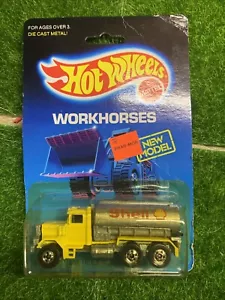 FOR AGES OVER 3.
DIE CAST METAL!
Hot Wheels
WORKHORSES
NEW
MODEL
Shell